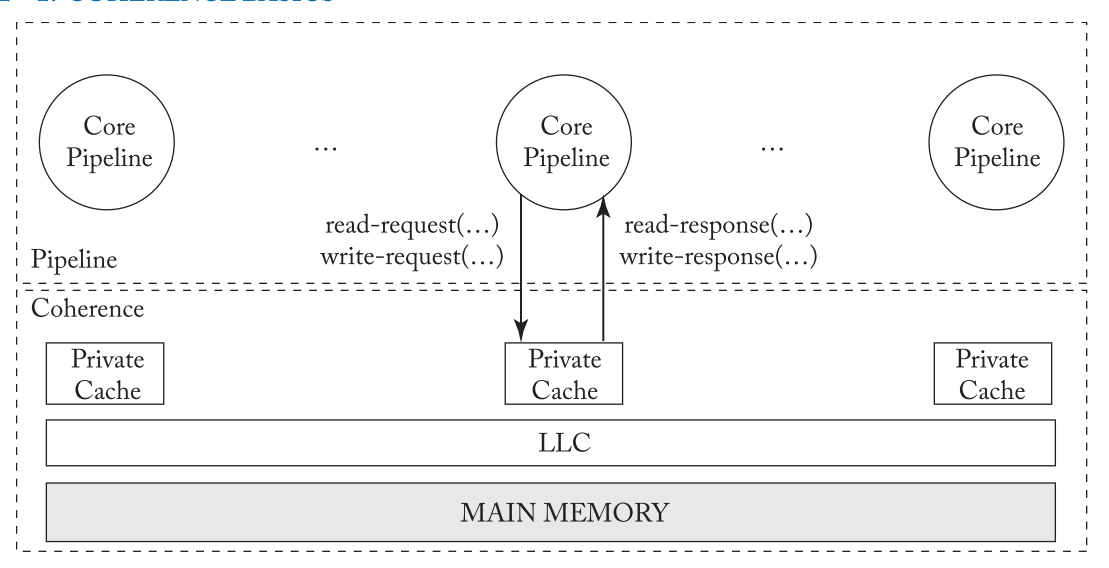 Core
Pipeline
...
Core
Pipeline
...
Core
Pipeline
read-request(...)
write-request(...)
read-response(...)
write-response(...)
Pipeline
Coherence
Private
Cache
Private
Cache
Private
Cache
LLC
MAIN MEMORY